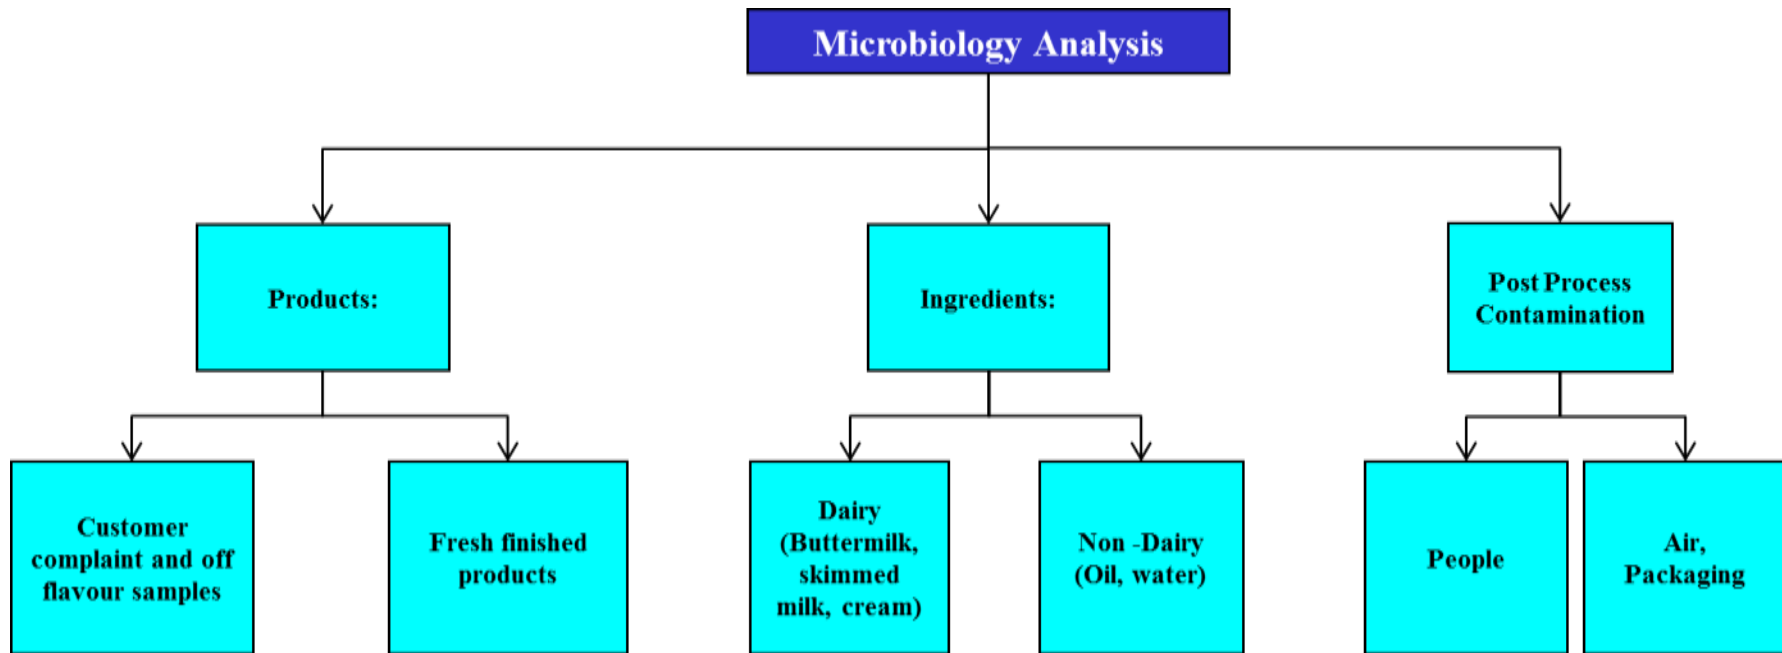 Microbiology Analysis
Products:
Ingredients:
Post Process
Contamination
Customer
complaint and off
flavour samples
Fresh finished
products
Dairy
(Buttermilk,
skimmed
milk, cream)
Non -Dairy
(Oil, water)
People
Air,
Packaging